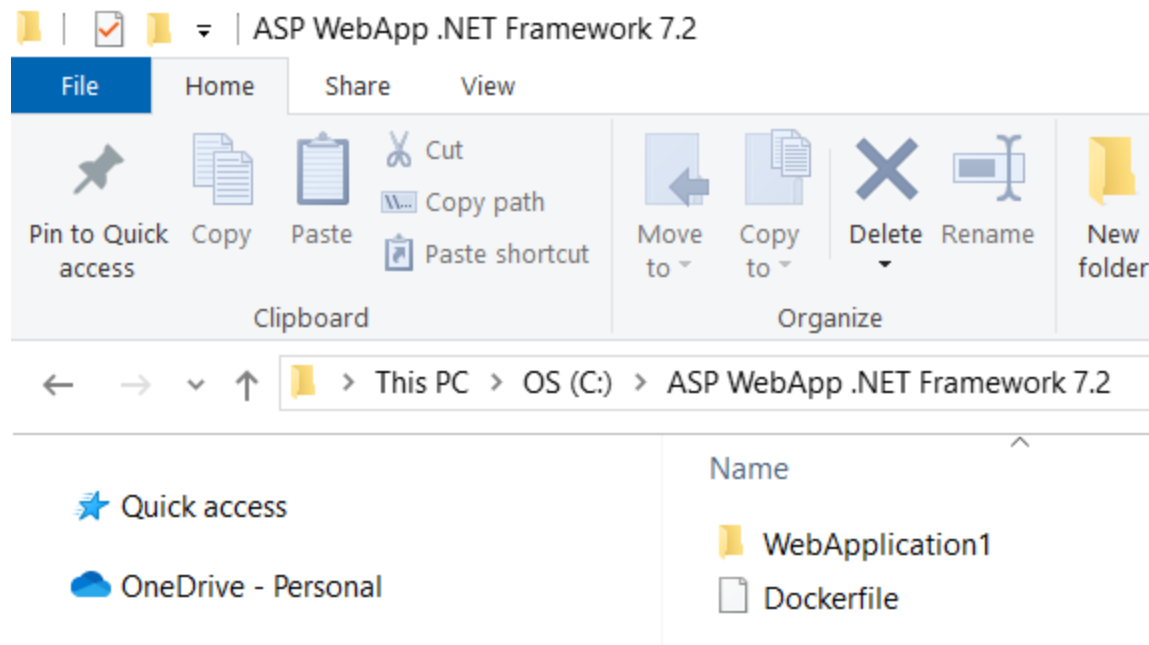 ASP WebApp .NET Framework 7.2
File Home Share View
Pin to Quick access
Copy
Paste
Cut
\\... Copy path
Paste shortcut
Move to
Copy to
Delete
Rename
New folder
Clipboard
Organize
This PC > OS (C:) > ASP WebApp .NET Framework 7.2
Quick access
OneDrive - Personal
Name
WebApplication1
Dockerfile